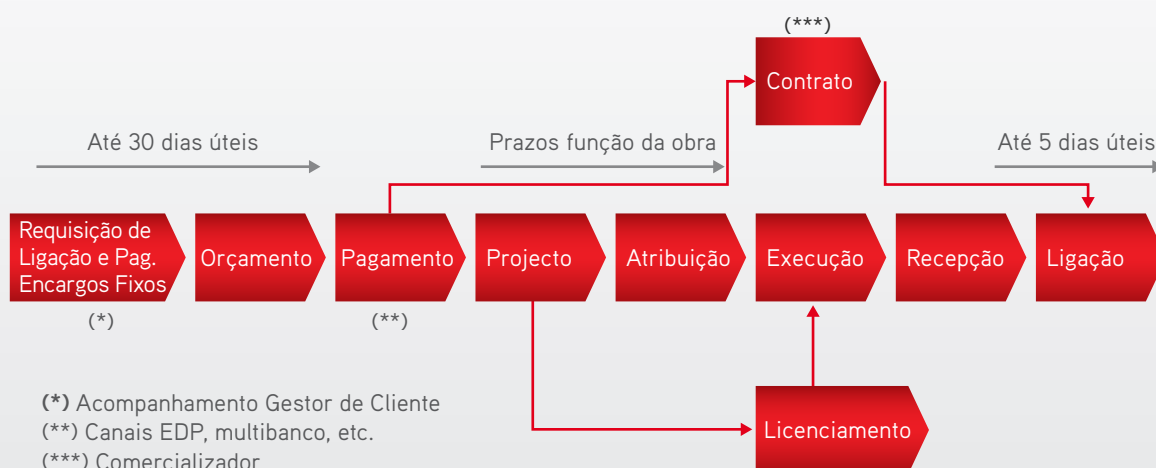 (***)
Contrato
Até 30 dias úteis
Prazos função da obra
Até 5 dias úteis
Requisição de
Ligação e Pag.
Encargos Fixos
Orçamento
Pagamento
Projecto
Atribuição
Execução
Recepção
Ligação
(*)
(**)
Licenciamento
(*) Acompanhamento Gestor de Cliente
(**) Canais EDP, multibanco, etc.
(***) Comercializador